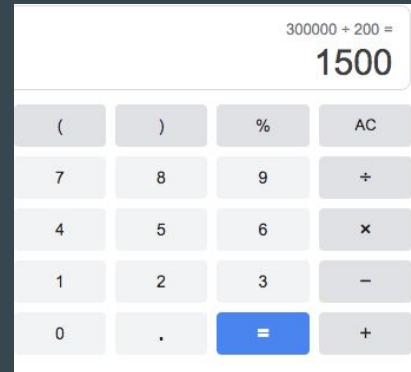 300000 ÷ 200 =
1500
( ) % AC
7 8 9 ÷
4 5 6 ×
1 2 3 −
0 . = +